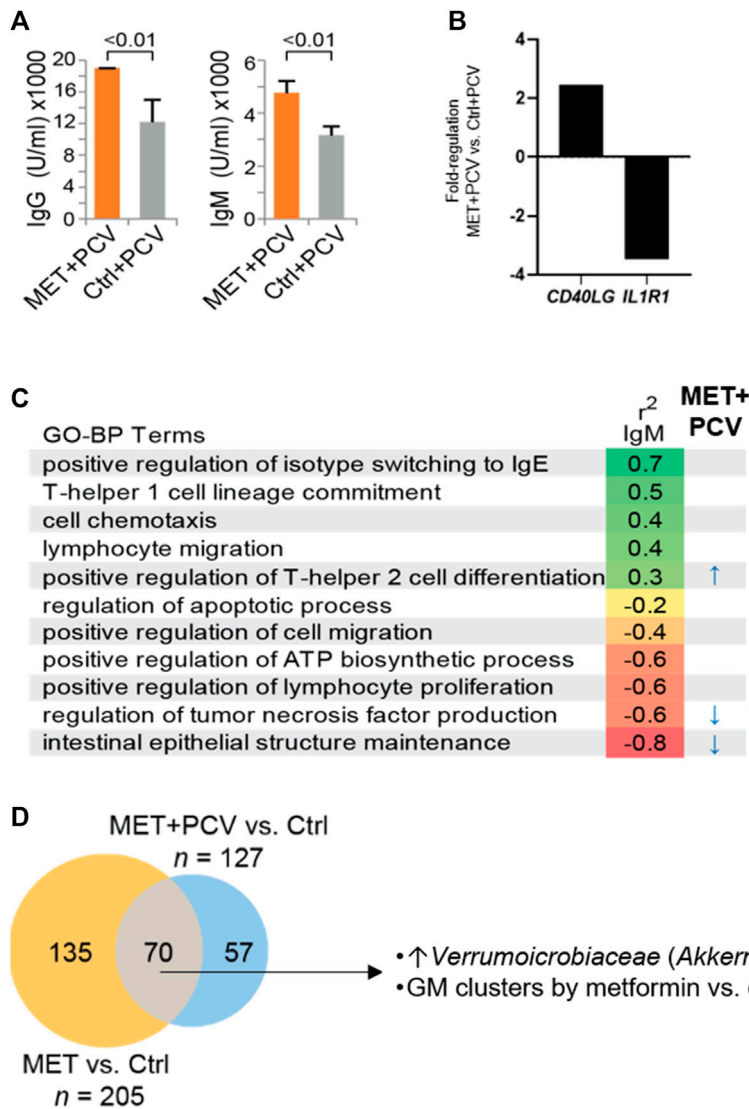 A
IgG (U/ml) x1000
20
16
12
8
4
0
<0.01
MET+PCV
Ctrl+PCV
IgM (U/ml) x1000
6
4
2
0
<0.01
MET+PCV
Ctrl+PCV
B
Fold-regulation
MET+PCV vs. Ctrl+PCV
4
2
0
-2
-4
CD40LG IL1R1
C
GO-BP Terms r² IgM MET+ PCV
positive regulation of isotype switching to IgE 0.7
T-helper 1 cell lineage commitment 0.5
cell chemotaxis 0.4
lymphocyte migration 0.4
positive regulation of T-helper 2 cell differentiation 0.3 ↑
regulation of apoptotic process -0.2
positive regulation of cell migration -0.4
positive regulation of ATP biosynthetic process -0.6
positive regulation of lymphocyte proliferation -0.6
regulation of tumor necrosis factor production -0.6 ↓
intestinal epithelial structure maintenance -0.8 ↓
D
MET+PCV vs. Ctrl
n = 127
135 70 57
MET vs. Ctrl
n = 205
•↑Verrumoicrobiaceae (Akker
•GM clusters by metformin vs.